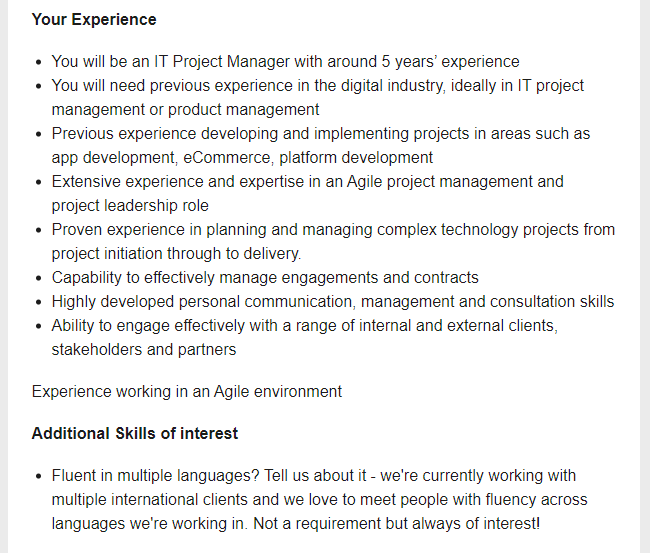 Your Experience
• You will be an IT Project Manager with around 5 years’ experience
• You will need previous experience in the digital industry, ideally in IT project
management or product management
• Previous experience developing and implementing projects in areas such as
app development, eCommerce, platform development
• Extensive experience and expertise in an Agile project management and
project leadership role
• Proven experience in planning and managing complex technology projects from
project initiation through to delivery.
• Capability to effectively manage engagements and contracts
• Highly developed personal communication, management and consultation skills
• Ability to engage effectively with a range of internal and external clients,
stakeholders and partners
Experience working in an Agile environment
Additional Skills of interest
• Fluent in multiple languages? Tell us about it - we're currently working with
multiple international clients and we love to meet people with fluency across
languages we're working in. Not a requirement but always of interest!